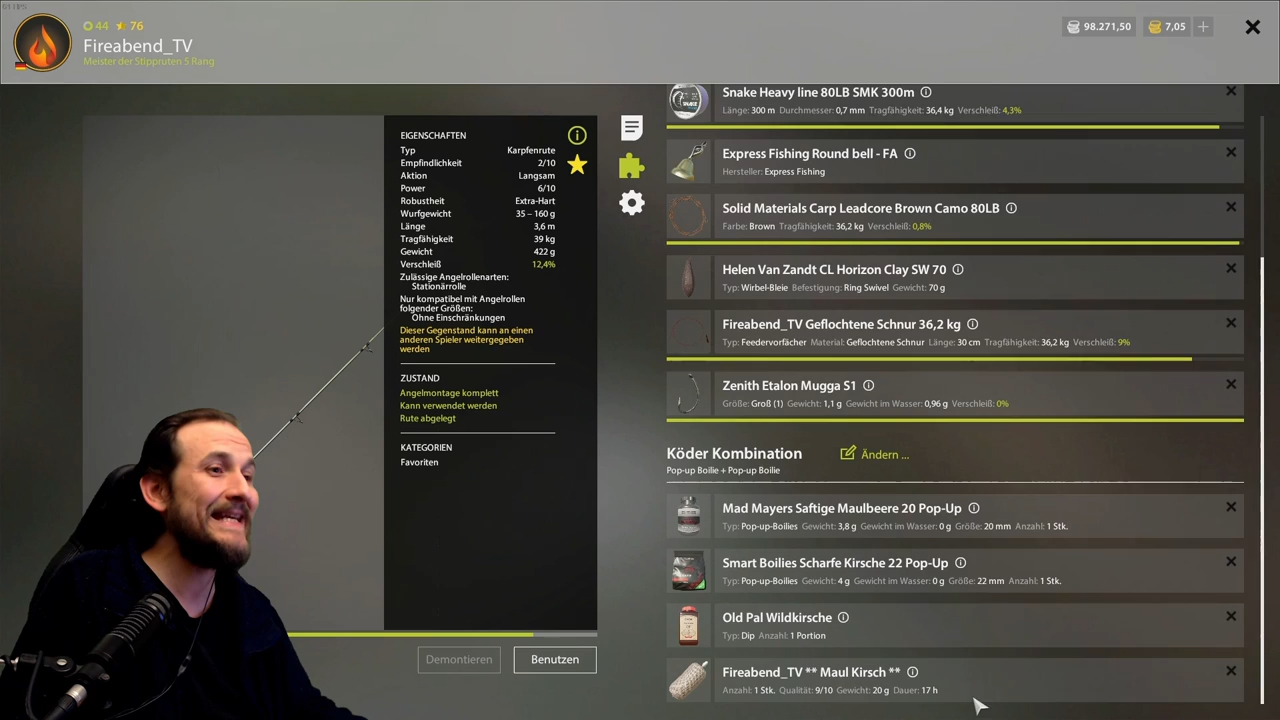 44 76
Fireabend_TV
Meister der Stippruten 5 Rang
98.271,50
7,05
EIGENSCHAFTEN
Typ Karpfenrute
Empfindlichkeit 2/10
Aktion Langsam
Power 6/10
Robustheit Extra-Hart
Wurfgewicht 35 – 160 g
Länge 3,6 m
Tragfähigkeit 39 kg
Gewicht 422 g
Verschleiß 12,4%
Zulässige Angelrollenarten:
Stationärrolle
Nur kompatibel mit Angelrollen
folgender Größen:
Ohne Einschränkungen
Dieser Gegenstand kann an einen
anderen Spieler weitergegeben
werden
ZUSTAND
Angelmontage komplett
Kann verwendet werden
Rute abgelegt
KATEGORIEN
Favoriten
Demontieren
Benutzen
Snake Heavy line 80LB SMK 300m
Länge: 300 m Durchmesser: 0,7 mm Tragfähigkeit: 36,4 kg Verschleiß: 4,3%
Express Fishing Round bell - FA
Hersteller: Express Fishing
Solid Materials Carp Leadcore Brown Camo 80LB
Farbe: Brown Tragfähigkeit: 36,2 kg Verschleiß: 0,8%
Helen Van Zandt CL Horizon Clay SW 70
Typ: Wirbel-Bleie Befestigung: Ring Swivel Gewicht: 70 g
Fireabend_TV Geflochtene Schnur 36,2 kg
Typ: Feedervorfächer Material: Geflochtene Schnur Länge: 30 cm Tragfähigkeit: 36,2 kg Verschleiß: 9%
Zenith Etalon Mugga S1
Größe: Groß (1) Gewicht: 1,1 g Gewicht im Wasser: 0,96 g Verschleiß: 0%
Köder Kombination
Ändern ...
Pop-up Boilie + Pop-up Boilie
Mad Mayers Saftige Maulbeere 20 Pop-Up
Typ: Pop-up-Boilies Gewicht: 3,8 g Gewicht im Wasser: 0 g Größe: 20 mm Anzahl: 1 Stk.
Smart Boilies Scharfe Kirsche 22 Pop-Up
Typ: Pop-up-Boilies Gewicht: 4 g Gewicht im Wasser: 0 g Größe: 22 mm Anzahl: 1 Stk.
Old Pal Wildkirsche
Typ: Dip Anzahl: 1 Portion
Fireabend_TV ** Maul Kirsch **
Anzahl: 1 Stk. Qualität: 9/10 Gewicht: 20 g Dauer: 17 h